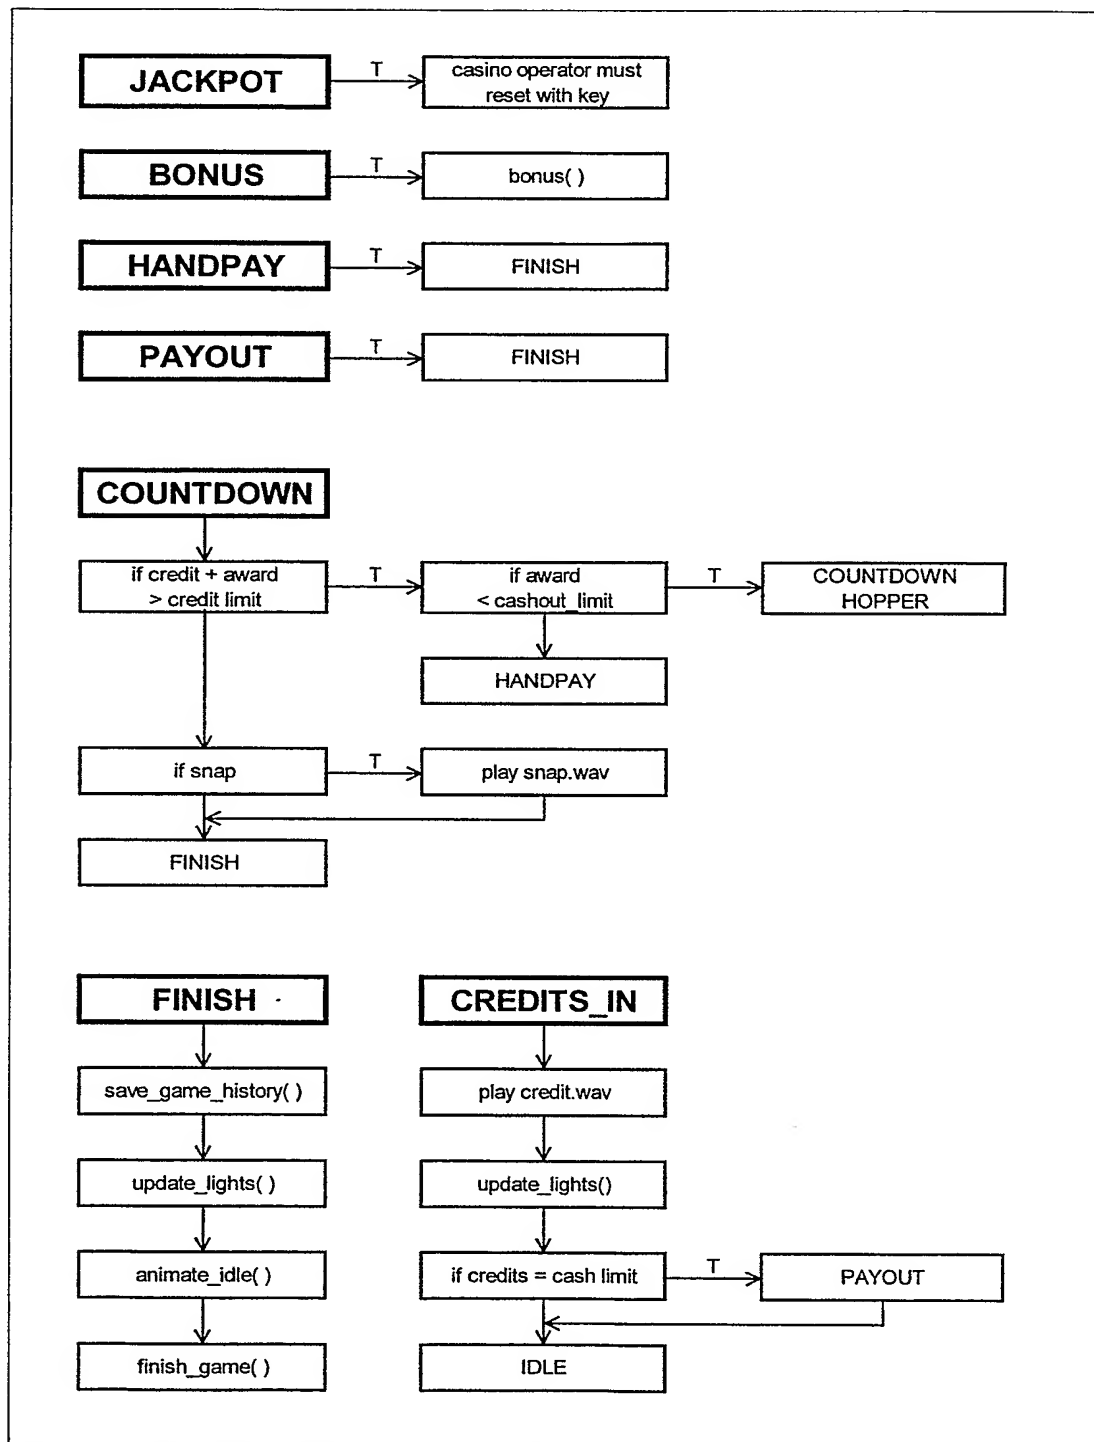 JACKPOT
T
casino operator must
reset with key
BONUS
T
bonus( )
HANDPAY
T
FINISH
PAYOUT
T
FINISH
COUNTDOWN
if credit + award
> credit limit
T
if award
< cashout_limit
T
COUNTDOWN
HOPPER
HANDPAY
if snap
T
play snap.wav
FINISH
FINISH
save_game_history( )
update_lights( )
animate_idle( )
finish_game( )
CREDITS_IN
play credit.wav
update_lights()
if credits = cash limit
T
PAYOUT
IDLE